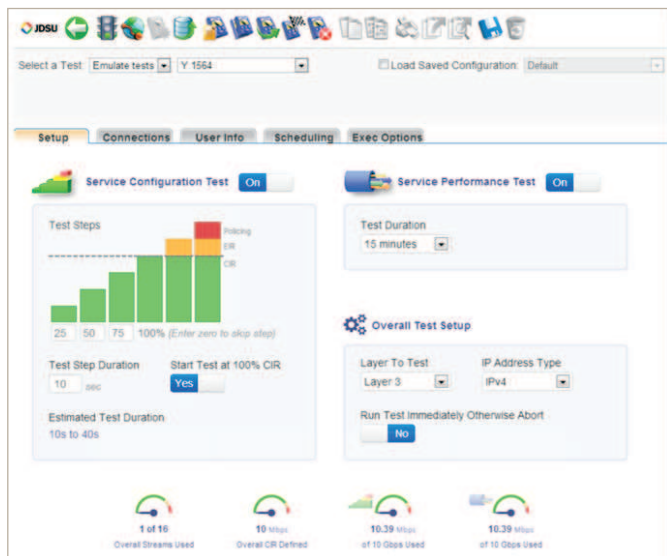 JDSU
Select a Test: Emulate tests Y.1564 Load Saved Configuration: Default
Setup Connections User Info Scheduling Exec Options
Service Configuration Test On
Service Performance Test On
Test Steps
Policing
EIR
CIR
25 50 75 100% (Enter zero to skip step)
Test Duration
15 minutes
Overall Test Setup
Test Step Duration Start Test at 100% CIR
10 sec Yes
Layer To Test IP Address Type
Layer 3 IPv4
Estimated Test Duration
10s to 40s
Run Test Immediately Otherwise Abort
No
1 of 16
Overall Streams Used
10 Mbps
Overall CIR Defined
10.39 Mbps
of 10 Gbps Used
10.39 Mbps
of 10 Gbps Used